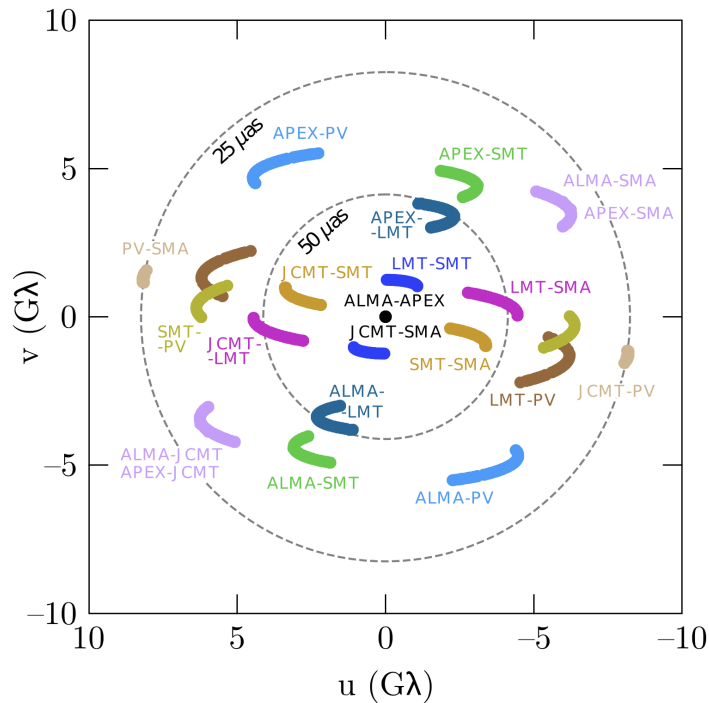 10
5
0
−5
−10
v (Gλ)
25 μas
APEX-PV
APEX-SMT
ALMA-SMA
APEX-SMA
APEX-
-LMT
50 μas
PV-SMA
JCMT-SMT
LMT-SMT
LMT-SMA
ALMA-APEX
JCMT-SMA
SMT-
-PV
JCMT-
-LMT
SMT-SMA
LMT-PV
JCMT-PV
ALMA-
-LMT
ALMA-JCMT
APEX-JCMT
ALMA-SMT
ALMA-PV
10
5
0
−5
−10
u (Gλ)